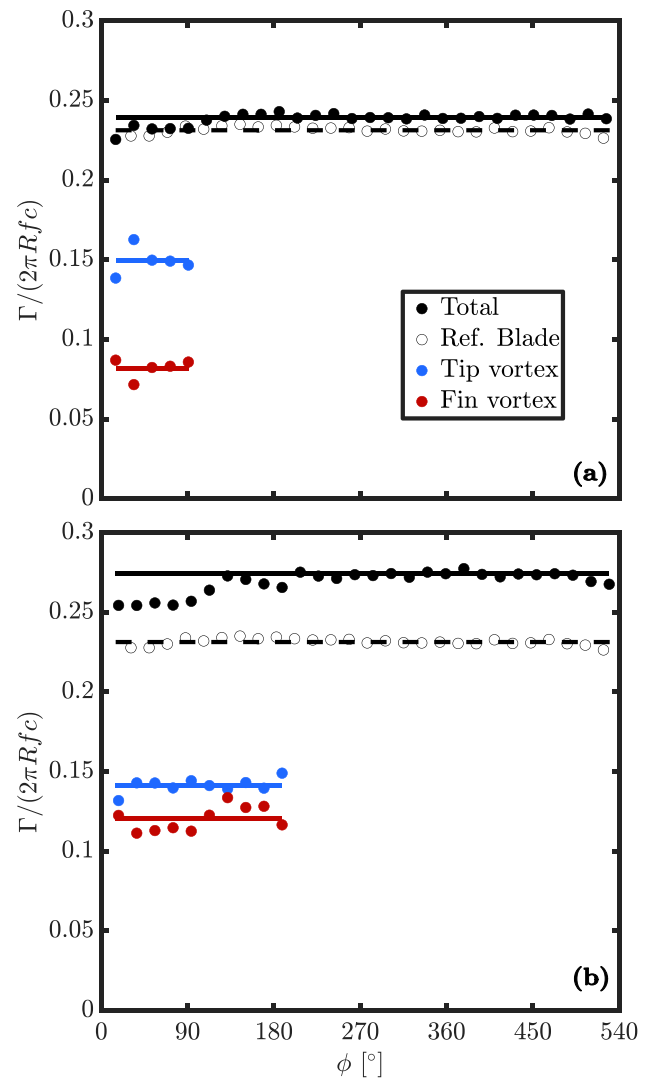 0.3
0.25
0.2
0.15
0.1
0.05
0
Γ/(2πRfc)
Total
Ref. Blade
Tip vortex
Fin vortex
(a)
0.3
0.25
0.2
0.15
0.1
0.05
0
Γ/(2πRfc)
(b)
0 90 180 270 360 450 540
ϕ [°]